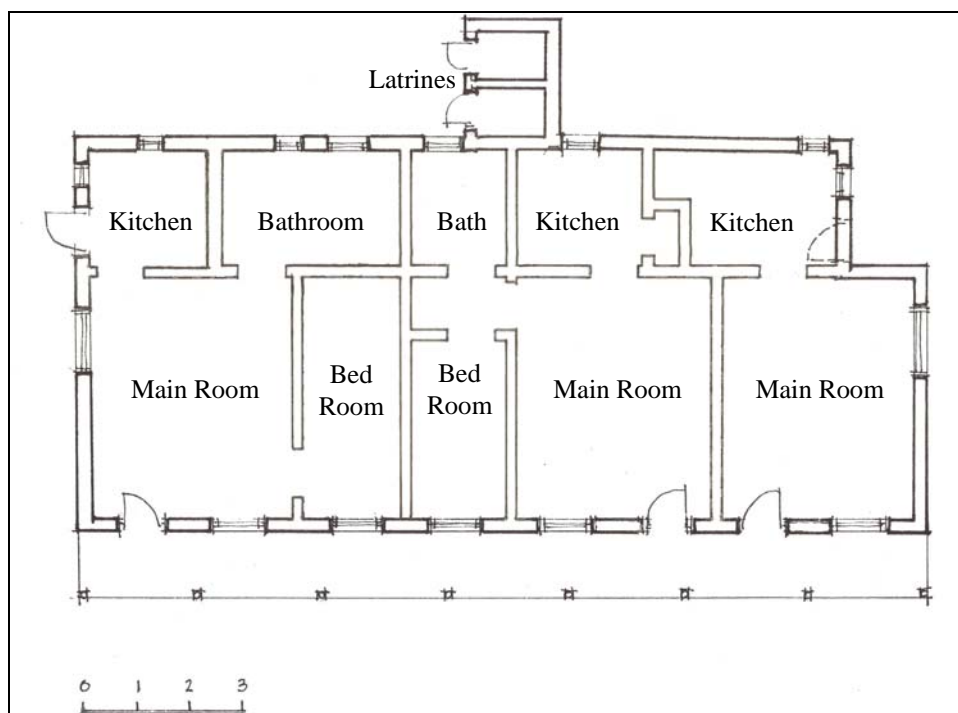 Latrines
Kitchen
Bathroom
Bath
Kitchen
Kitchen
Main Room
Bed
Room
Bed
Room
Main Room
Main Room
0 1 2 3